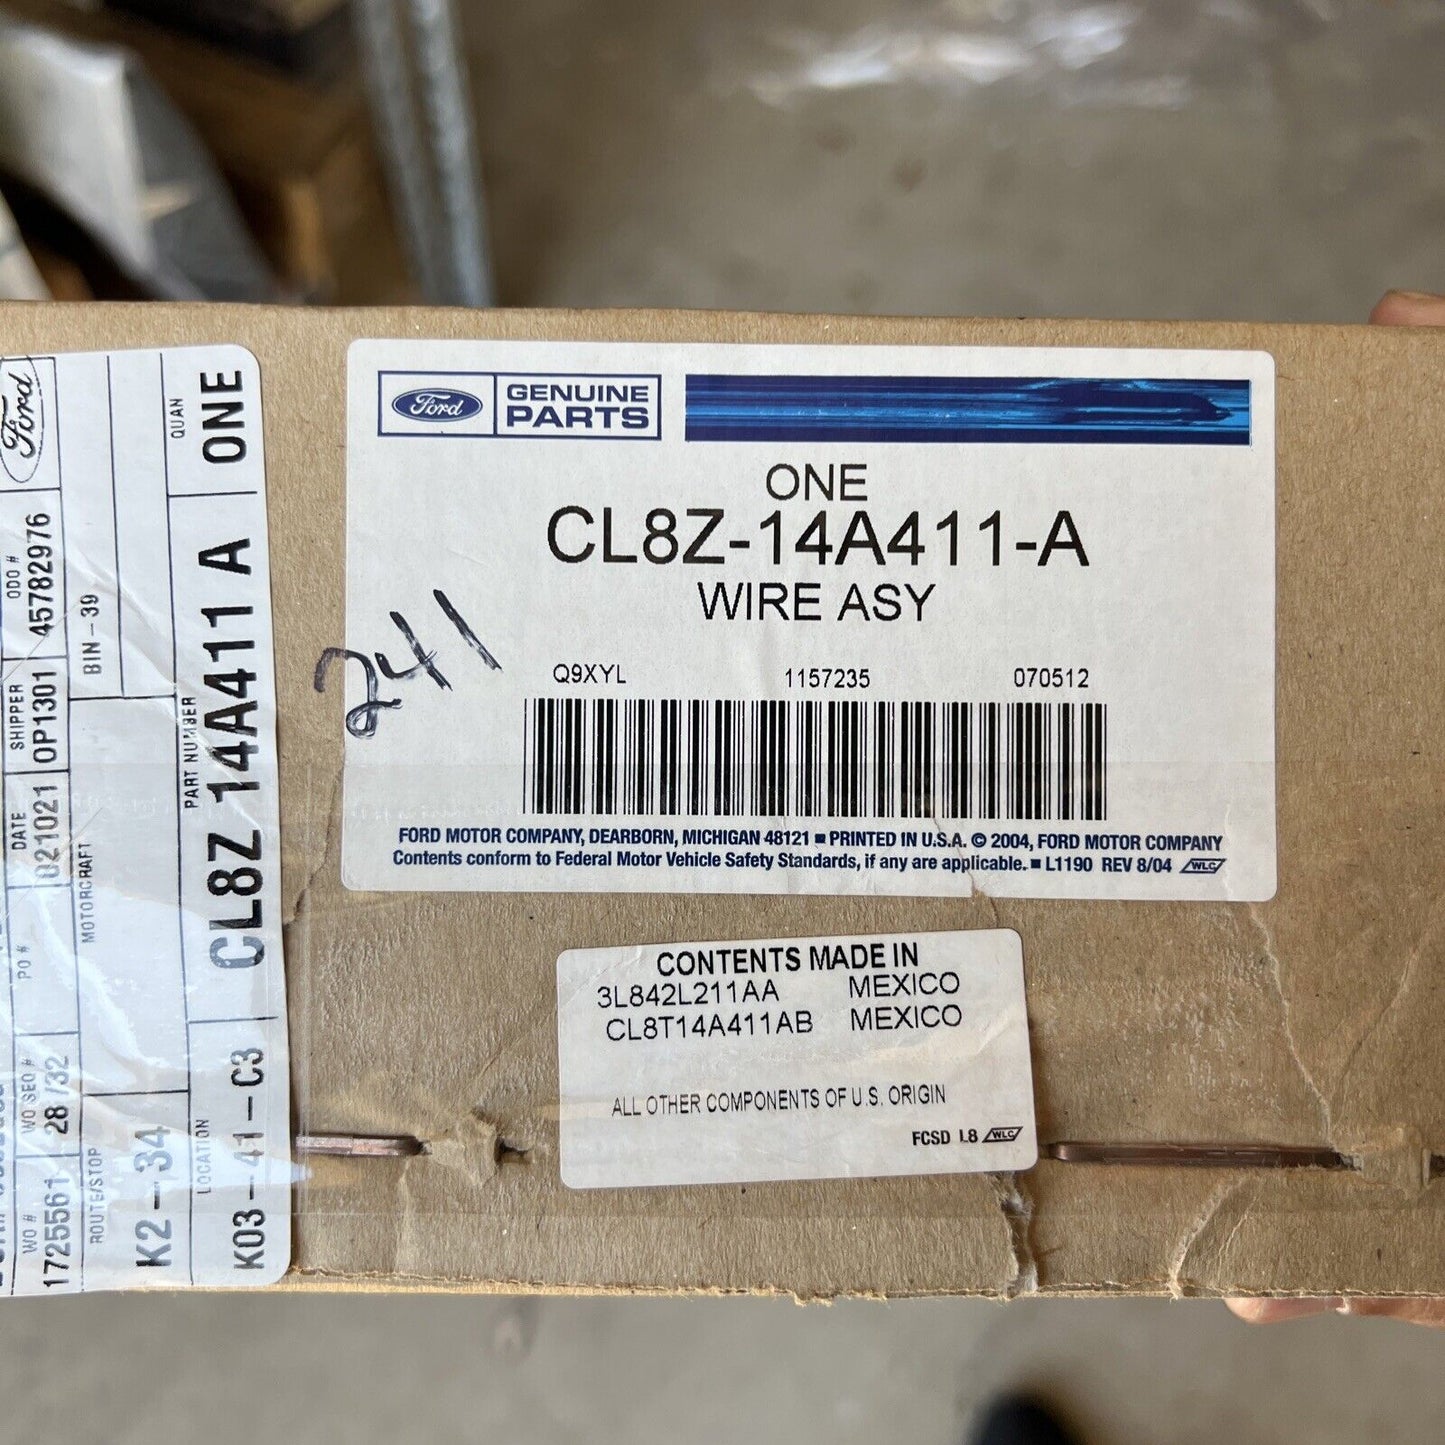 Ford
GENUINE
PARTS
ONE
CL8Z-14A411-A
WIRE ASY
241
Q9XYL 1157235 070512
FORD MOTOR COMPANY, DEARBORN, MICHIGAN 48121 ■ PRINTED IN U.S.A. © 2004, FORD MOTOR COMPANY
Contents conform to Federal Motor Vehicle Safety Standards, if any are applicable. ■ L1190 REV 8/04 WLC
CONTENTS MADE IN
3L842L211AA MEXICO
CL8T14A411AB MEXICO
ALL OTHER COMPONENTS OF U.S. ORIGIN
FCSD L8 WLC
Ford
WO # WO SEQ # PO # DATE SHIPPER ODO #
1725561 28 /32 021021 OP1301 45782976
ROUTE/STOP MOTORCRAFT BIN-39
K2-34
LOCATION PART NUMBER QUAN
K03-41-C3 CL8Z 14A411 A ONE